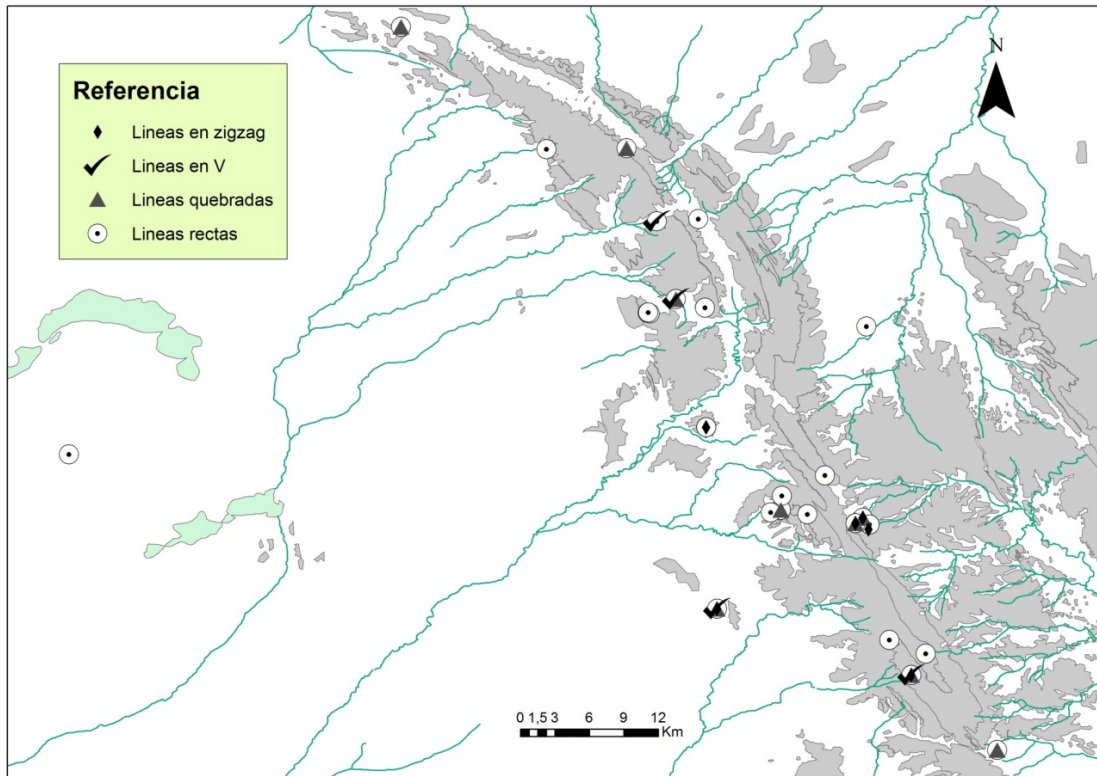 N
Referencia
Lineas en zigzag
Lineas en V
Lineas quebradas
Lineas rectas
0 1,5 3 6 9 12
Km